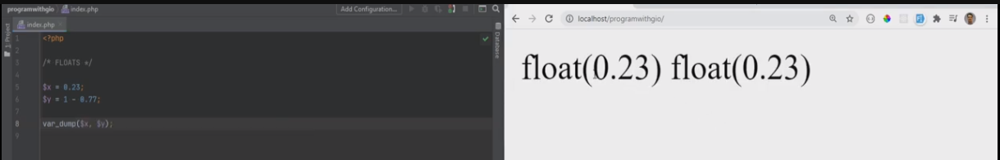 programwithgio index.php
Add Configuration...
index.php
1: Project
Database
1 <?php
2
3 /* FLOATS */
4
5 $x = 0.23;
6 $y = 1 - 0.77;
7
8 var_dump($x, $y);
9
localhost/programwithgio/
float(0.23) float(0.23)